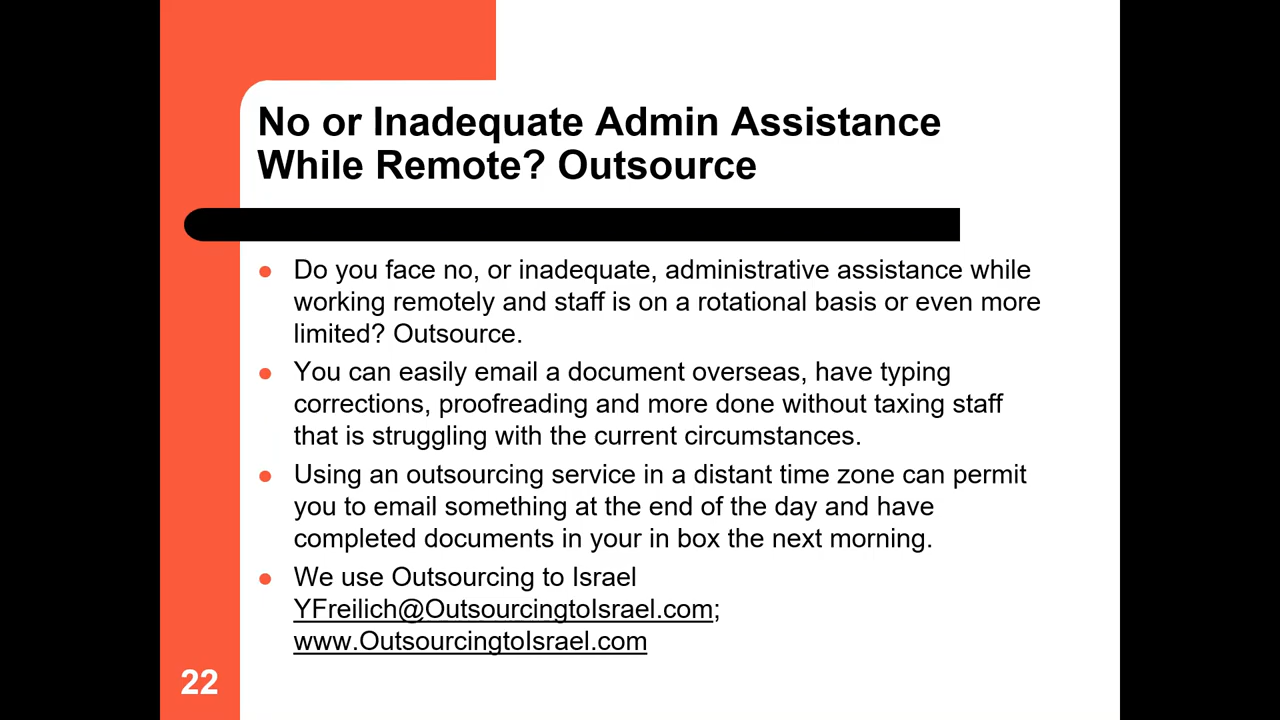 No or Inadequate Admin Assistance
While Remote? Outsource
Do you face no, or inadequate, administrative assistance while
working remotely and staff is on a rotational basis or even more
limited? Outsource.
You can easily email a document overseas, have typing
corrections, proofreading and more done without taxing staff
that is struggling with the current circumstances.
Using an outsourcing service in a distant time zone can permit
you to email something at the end of the day and have
completed documents in your in box the next morning.
We use Outsourcing to Israel
YFreilich@OutsourcingtoIsrael.com;
www.OutsourcingtoIsrael.com
22